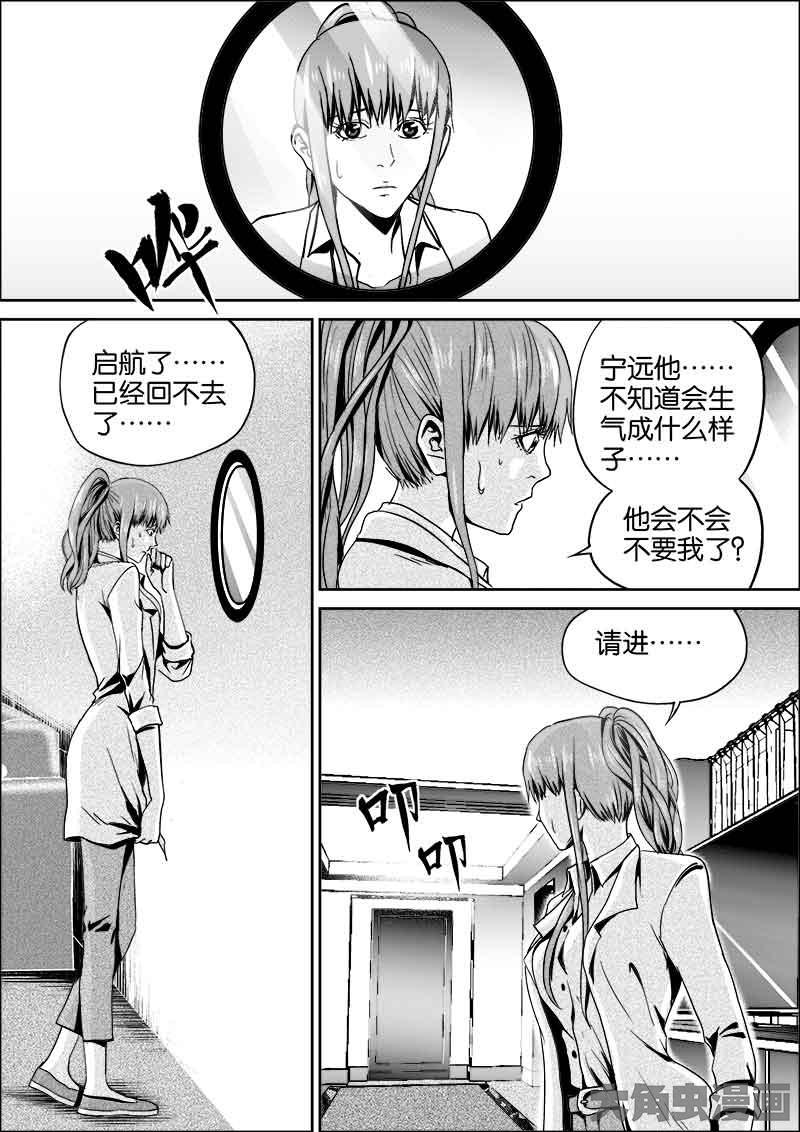 哗
启航了……
已经回不去
了……
宁远他……
不知道会生
气成什么样
子……
他会不会
不要我了?
请进……
叩
叩
六角虫漫画